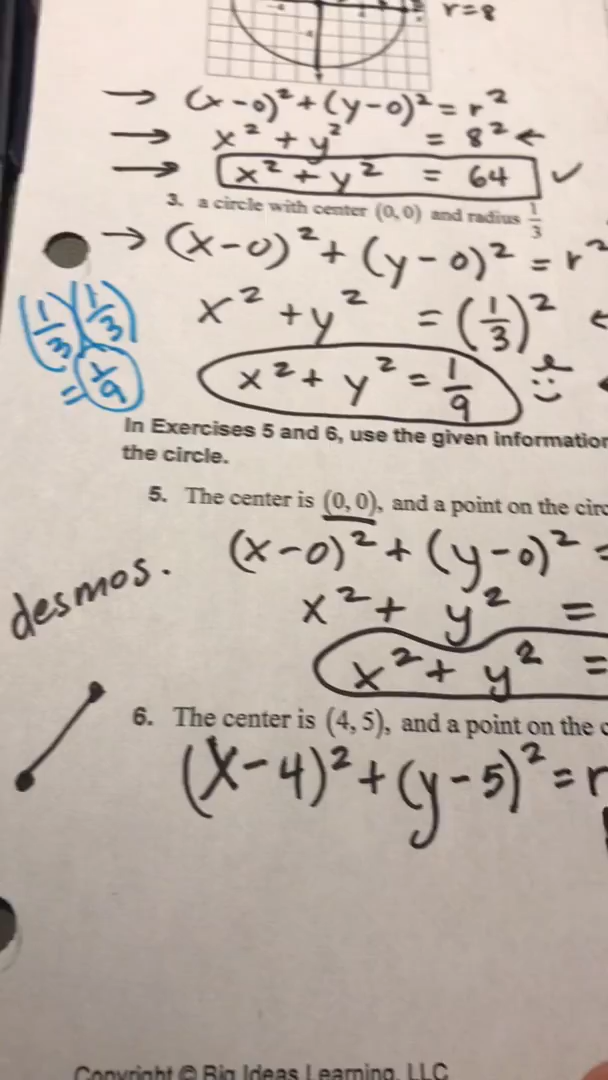 r=8
→ (x-0)² + (y-0)² = r²
→ x² + y² = 8² ←
→ x² + y² = 64 ✓
3. a circle with center (0, 0) and radius 1/3
→ (x-0)² + (y-0)² = r²
x² + y² = (1/3)² ←
(1/3)(1/3)
= 1/9
x² + y² = 1/9
In Exercises 5 and 6, use the given information
the circle.
5. The center is (0, 0), and a point on the circ
(x-0)² + (y-0)² =
desmos.
x² + y² =
x² + y² =
6. The center is (4, 5), and a point on the c
(x-4)² + (y-5)² = r
Copyright © Big Ideas Learning, LLC